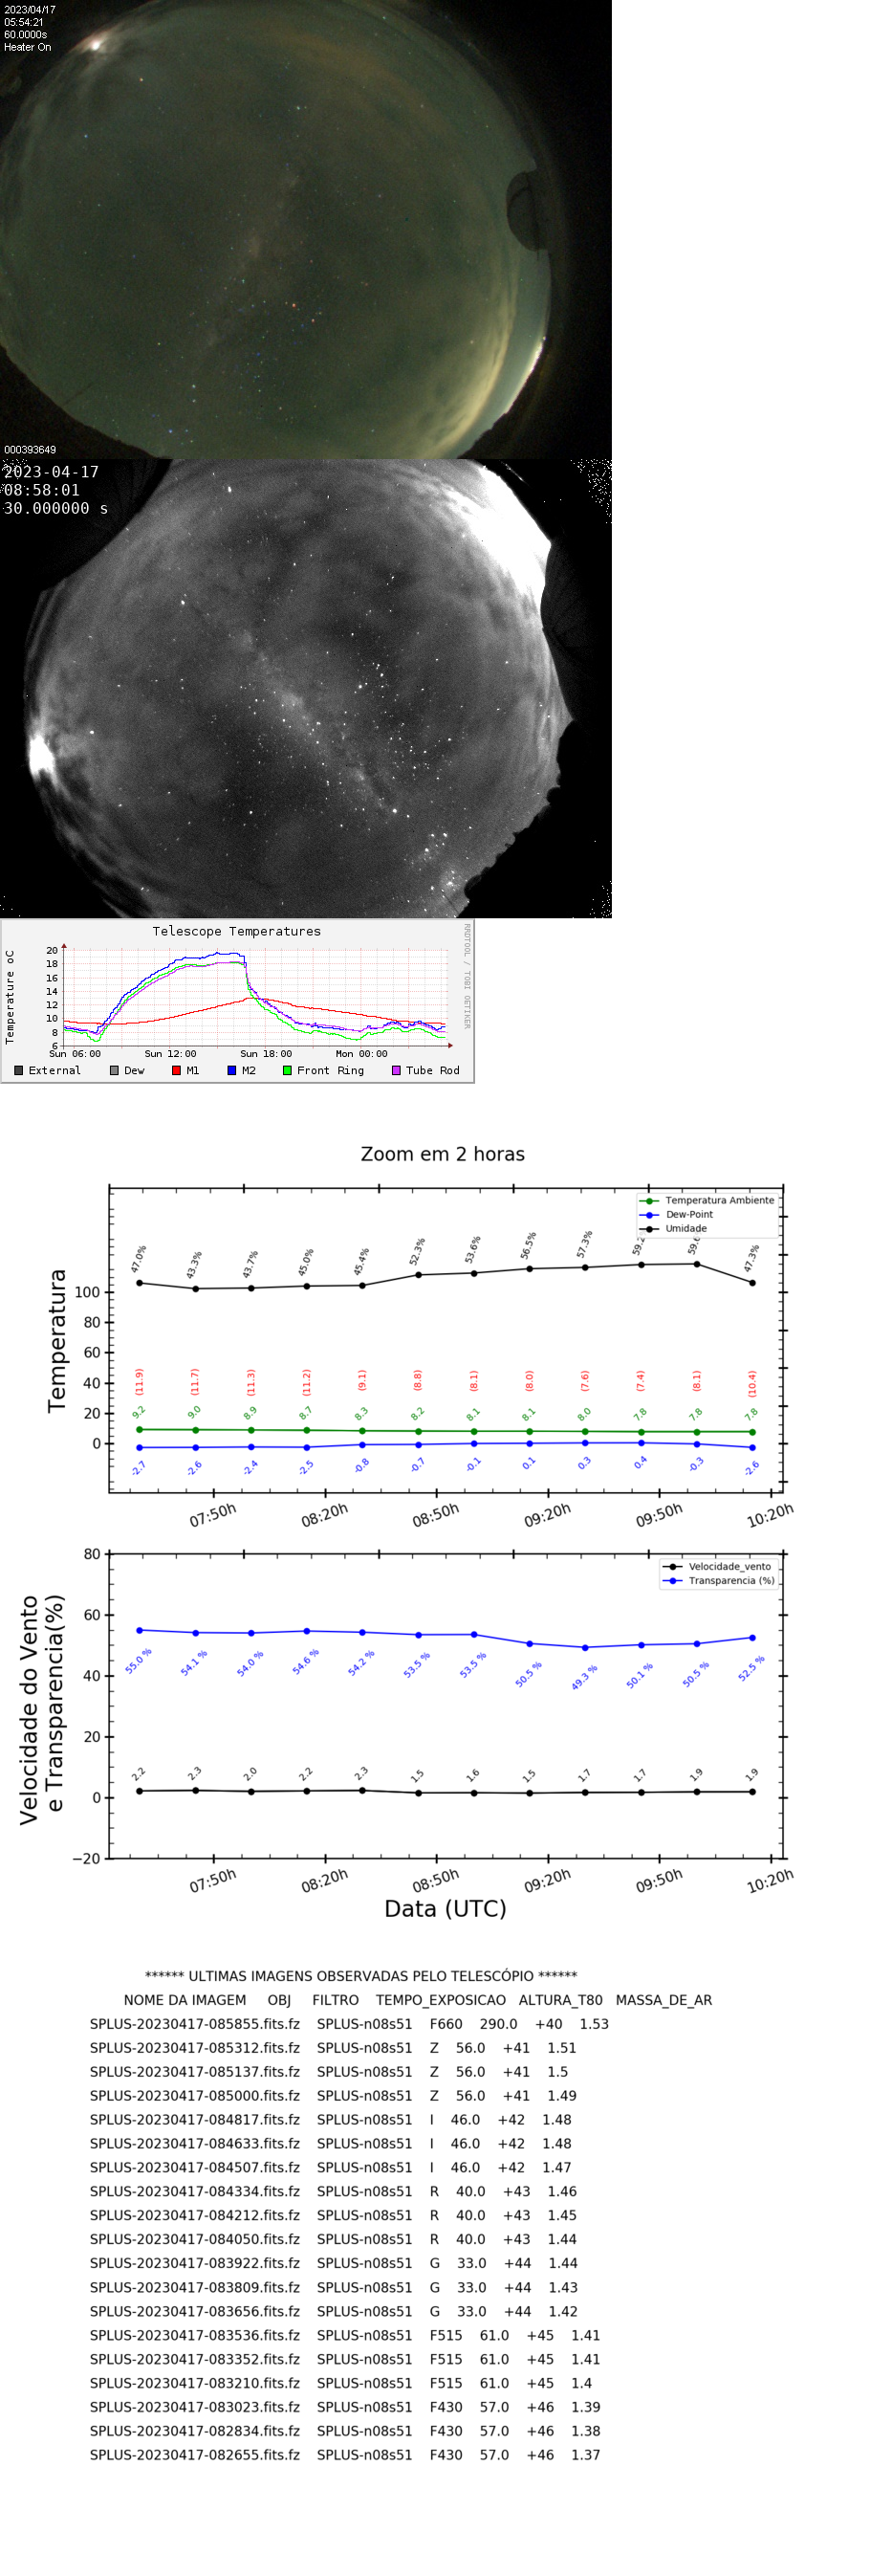 2023/04/17
05:54:21
60.0000s
Heater On
000393649
2023-04-17
08:58:01
30.000000 s
Telescope Temperatures
RRDTOOL / TOBI OETIKER
Temperature oC
20
18
16
14
12
10
8
6
Sun 06:00 Sun 12:00 Sun 18:00 Mon 00:00
External Dew M1 M2 Front Ring Tube Rod
Zoom em 2 horas
Temperatura Ambiente
Dew-Point
Umidade
47.0% 43.3% 43.7% 45.0% 45.4% 52.3% 53.6% 56.5% 57.3% 59. 59. 47.3%
Temperatura
100
80
60
40
20
0
(11.9) (11.7) (11.3) (11.2) (9.1) (8.8) (8.1) (8.0) (7.6) (7.4) (8.1) (10.4)
9.2 9.0 8.9 8.7 8.3 8.2 8.1 8.1 8.0 7.8 7.8 7.8
-2.7 -2.6 -2.4 -2.5 -0.8 -0.7 -0.1 0.1 0.3 0.4 -0.3 -2.6
07:50h 08:20h 08:50h 09:20h 09:50h 10:20h
Velocidade do Vento
e Transparencia(%)
80
60
40
20
0
−20
Velocidade_vento
Transparencia (%)
55.0 % 54.1 % 54.0 % 54.6 % 54.2 % 53.5 % 53.5 % 50.5 % 49.3 % 50.1 % 50.5 % 52.5 %
2.2 2.3 2.0 2.2 2.3 1.5 1.6 1.5 1.7 1.7 1.9 1.9
07:50h 08:20h 08:50h 09:20h 09:50h 10:20h
Data (UTC)
****** ULTIMAS IMAGENS OBSERVADAS PELO TELESCÓPIO ******
NOME DA IMAGEM OBJ FILTRO TEMPO_EXPOSICAO ALTURA_T80 MASSA_DE_AR
SPLUS-20230417-085855.fits.fz SPLUS-n08s51 F660 290.0 +40 1.53
SPLUS-20230417-085312.fits.fz SPLUS-n08s51 Z 56.0 +41 1.51
SPLUS-20230417-085137.fits.fz SPLUS-n08s51 Z 56.0 +41 1.5
SPLUS-20230417-085000.fits.fz SPLUS-n08s51 Z 56.0 +41 1.49
SPLUS-20230417-084817.fits.fz SPLUS-n08s51 I 46.0 +42 1.48
SPLUS-20230417-084633.fits.fz SPLUS-n08s51 I 46.0 +42 1.48
SPLUS-20230417-084507.fits.fz SPLUS-n08s51 I 46.0 +42 1.47
SPLUS-20230417-084334.fits.fz SPLUS-n08s51 R 40.0 +43 1.46
SPLUS-20230417-084212.fits.fz SPLUS-n08s51 R 40.0 +43 1.45
SPLUS-20230417-084050.fits.fz SPLUS-n08s51 R 40.0 +43 1.44
SPLUS-20230417-083922.fits.fz SPLUS-n08s51 G 33.0 +44 1.44
SPLUS-20230417-083809.fits.fz SPLUS-n08s51 G 33.0 +44 1.43
SPLUS-20230417-083656.fits.fz SPLUS-n08s51 G 33.0 +44 1.42
SPLUS-20230417-083536.fits.fz SPLUS-n08s51 F515 61.0 +45 1.41
SPLUS-20230417-083352.fits.fz SPLUS-n08s51 F515 61.0 +45 1.41
SPLUS-20230417-083210.fits.fz SPLUS-n08s51 F515 61.0 +45 1.4
SPLUS-20230417-083023.fits.fz SPLUS-n08s51 F430 57.0 +46 1.39
SPLUS-20230417-082834.fits.fz SPLUS-n08s51 F430 57.0 +46 1.38
SPLUS-20230417-082655.fits.fz SPLUS-n08s51 F430 57.0 +46 1.37